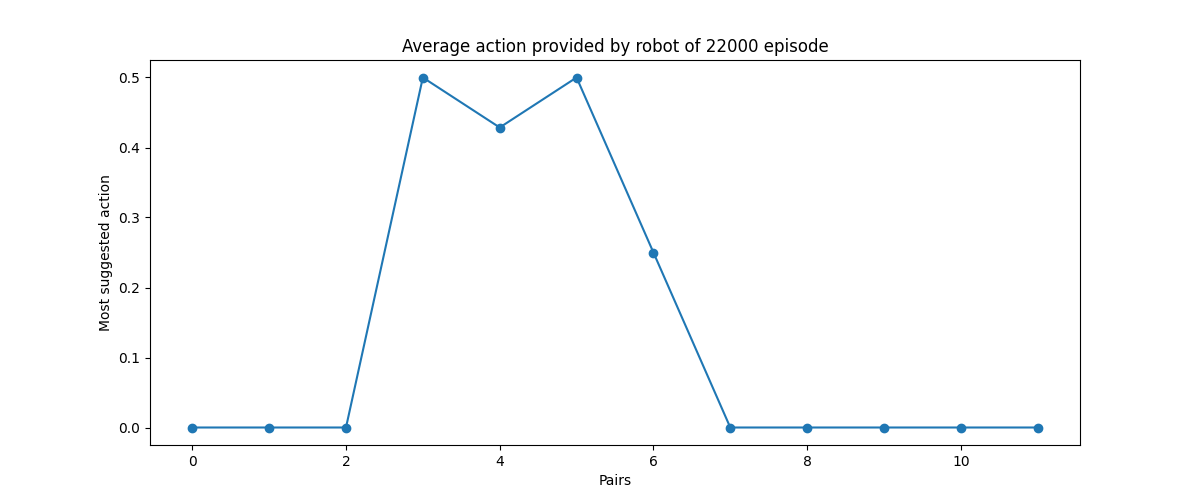 Average action provided by robot of 22000 episode
Most suggested action
0.5
0.4
0.3
0.2
0.1
0.0
0 2 4 6 8 10
Pairs